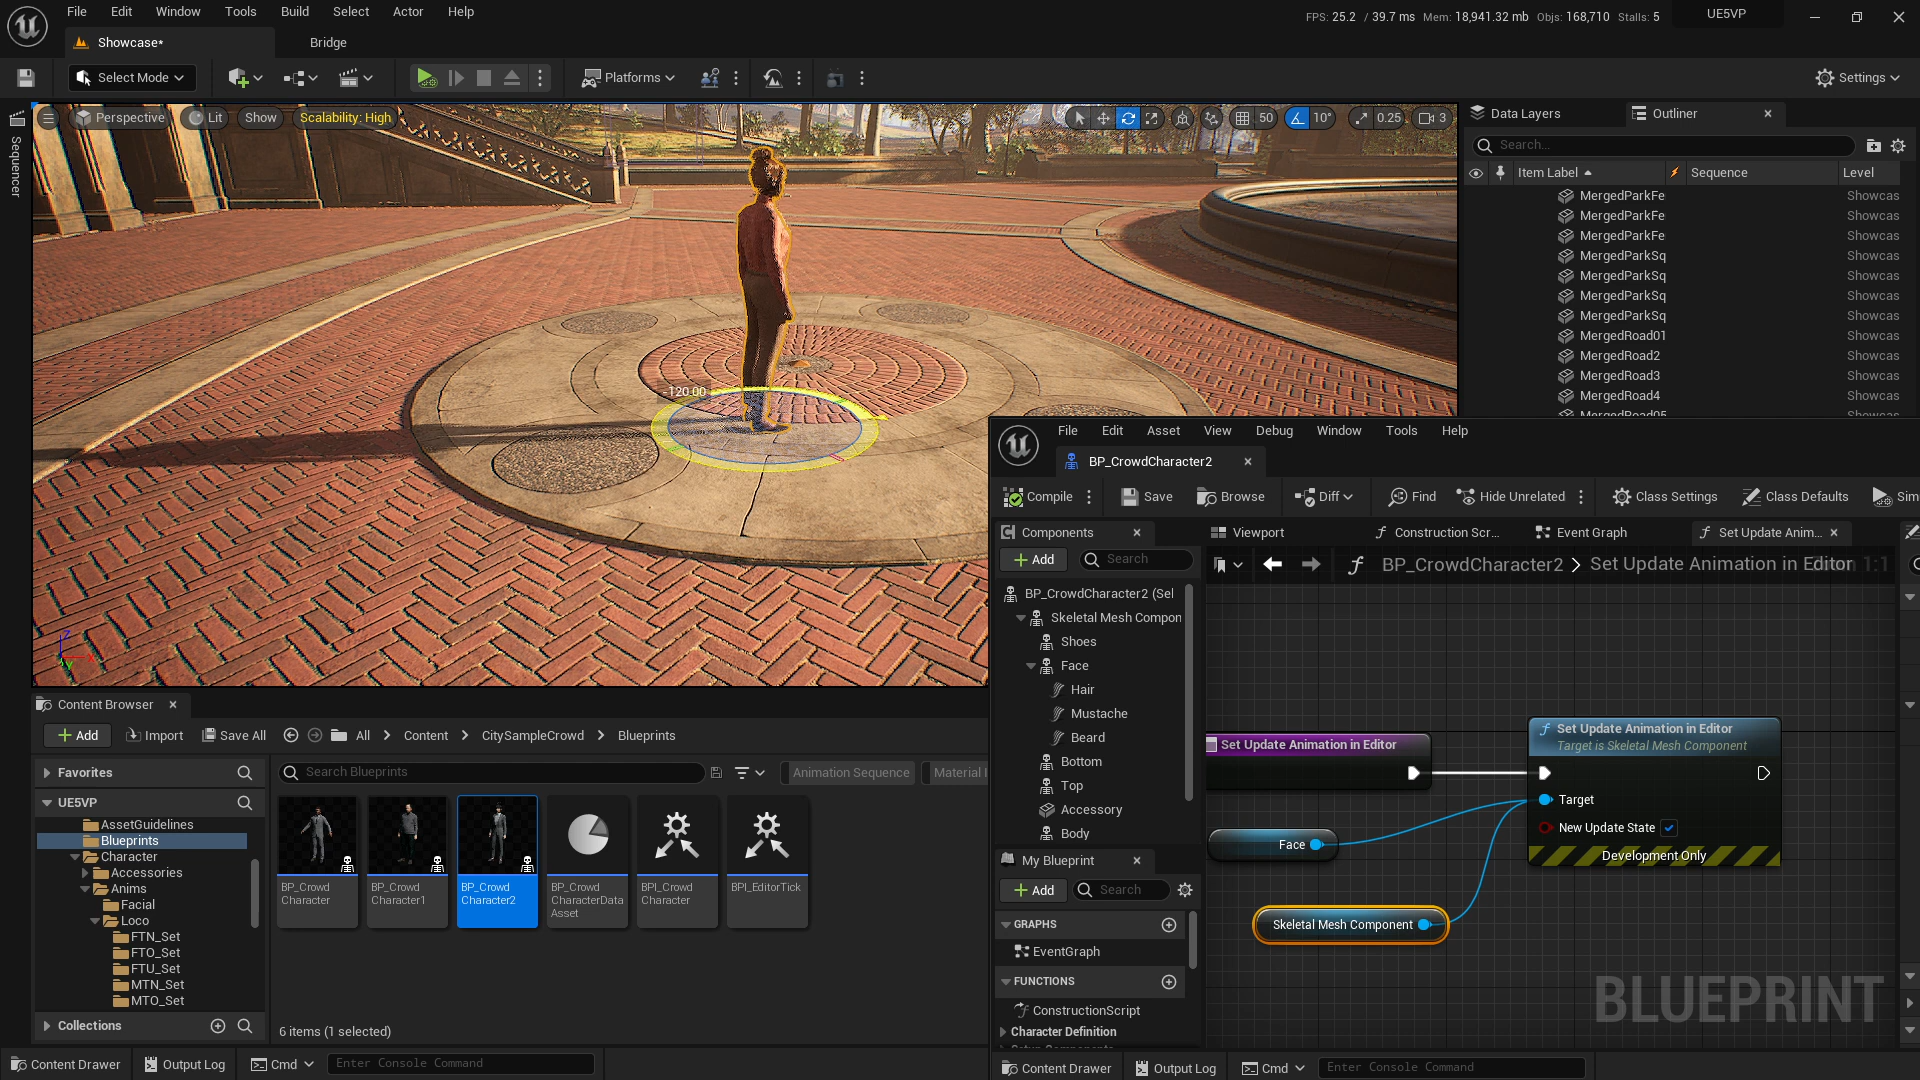 File Edit Window Tools Build Select Actor Help
FPS: 25.2 / 39.7 ms Mem: 18,941.32 mb Objs: 168,710 Stalls: 5
UE5VP
Showcase*
Bridge
Select Mode
Platforms
Settings
Sequencer
Perspective
Lit
Show
Scalability: High
50
10°
0.25
3
Data Layers
Outliner
Search...
Item Label
Sequence
Level
MergedParkFe Showcas
MergedParkFe Showcas
MergedParkFe Showcas
MergedParkSq Showcas
MergedParkSq Showcas
MergedParkSq Showcas
MergedParkSq Showcas
MergedRoad01 Showcas
MergedRoad2 Showcas
MergedRoad3 Showcas
MergedRoad4 Showcas
MergedRoad05 Showcas
-120.00
Z
X
Y
File Edit Asset View Debug Window Tools Help
BP_CrowdCharacter2
Compile
Save
Browse
Diff
Find
Hide Unrelated
Class Settings
Class Defaults
Sim
Components
Add
Search
BP_CrowdCharacter2 (Sel
Skeletal Mesh Compon
Shoes
Face
Hair
Mustache
Beard
Bottom
Top
Accessory
Body
My Blueprint
Add
Search
GRAPHS
EventGraph
FUNCTIONS
ConstructionScript
Character Definition
Viewport
Construction Scr...
Event Graph
Set Update Anim...
BP_CrowdCharacter2 > Set Update Animation in Editor
1:1
Set Update Animation in Editor
Set Update Animation in Editor
Target is Skeletal Mesh Component
Target
New Update State
Development Only
Face
Skeletal Mesh Component
BLUEPRINT
Content Browser
Add
Import
Save All
All > Content > CitySampleCrowd > Blueprints
Favorites
UE5VP
AssetGuidelines
Blueprints
Character
Accessories
Anims
Facial
Loco
FTN_Set
FTO_Set
FTU_Set
MTN_Set
MTO_Set
Collections
Search Blueprints
Animation Sequence
Material I
BP_Crowd
Character
BP_Crowd
Character1
BP_Crowd
Character2
BP_Crowd
CharacterData
Asset
BPI_Crowd
Character
BPI_EditorTick
6 items (1 selected)
Content Drawer
Output Log
Cmd
Enter Console Command
Content Drawer
Output Log
Cmd
Enter Console Command